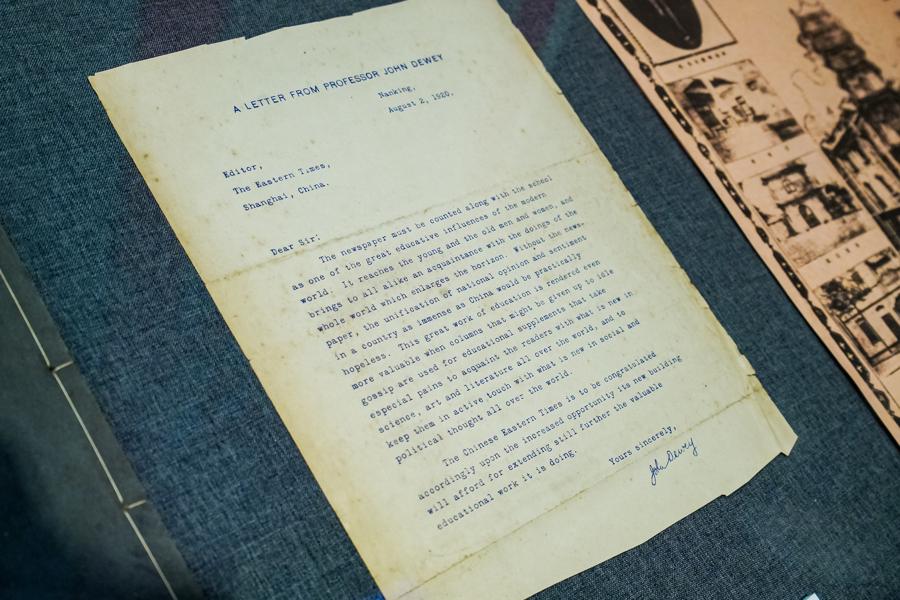 A LETTER FROM PROFESSOR JOHN DEWEY
Nanking,
August 2, 1920.
Editor,
The Eastern Times,
Shanghai, China.
Dear Sir:
The newspaper must be counted along with the school
as one of the great educative influences of the modern
world. It reaches the young and the old men and women, and
brings to all alike an acquaintance with the doings of the
whole world which enlarges the horizon. Without the news-
paper, the unification of national opinion and sentiment
in a country as immense as China would be practically
hopeless. This great work of education is rendered even
more valuable when columns that might be given up to idle
gossip are used for educational supplements that take
especial pains to acquaint the readers with what is new in
science, art and literature all over the world, and to
keep them in active touch with what is new in social and
political thought all over the world.
The Chinese Eastern Times is to be congratulated
accordingly upon the increased opportunity its new building
will afford for extending still further the valuable
educational work it is doing.
Yours sincerely,
John Dewey